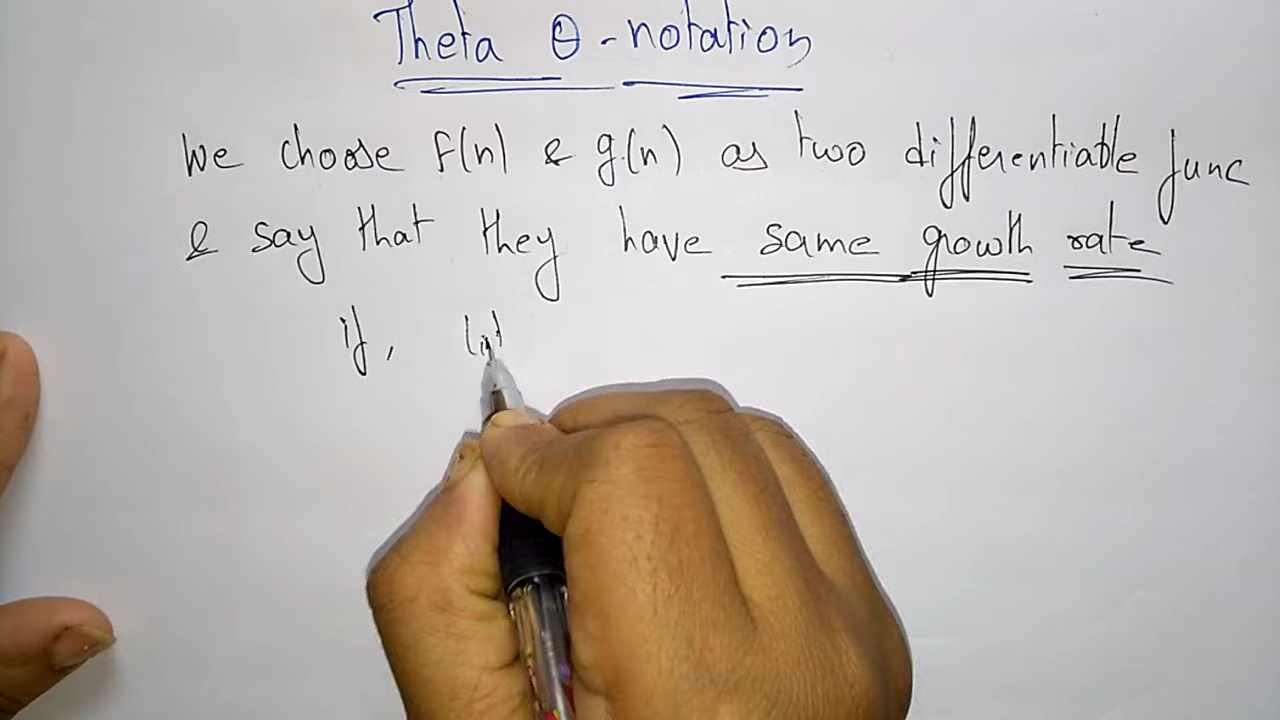 Theta θ - notation
We choose f(n) & g(n) as two differentiable func
& say that they have same growth rate
if,